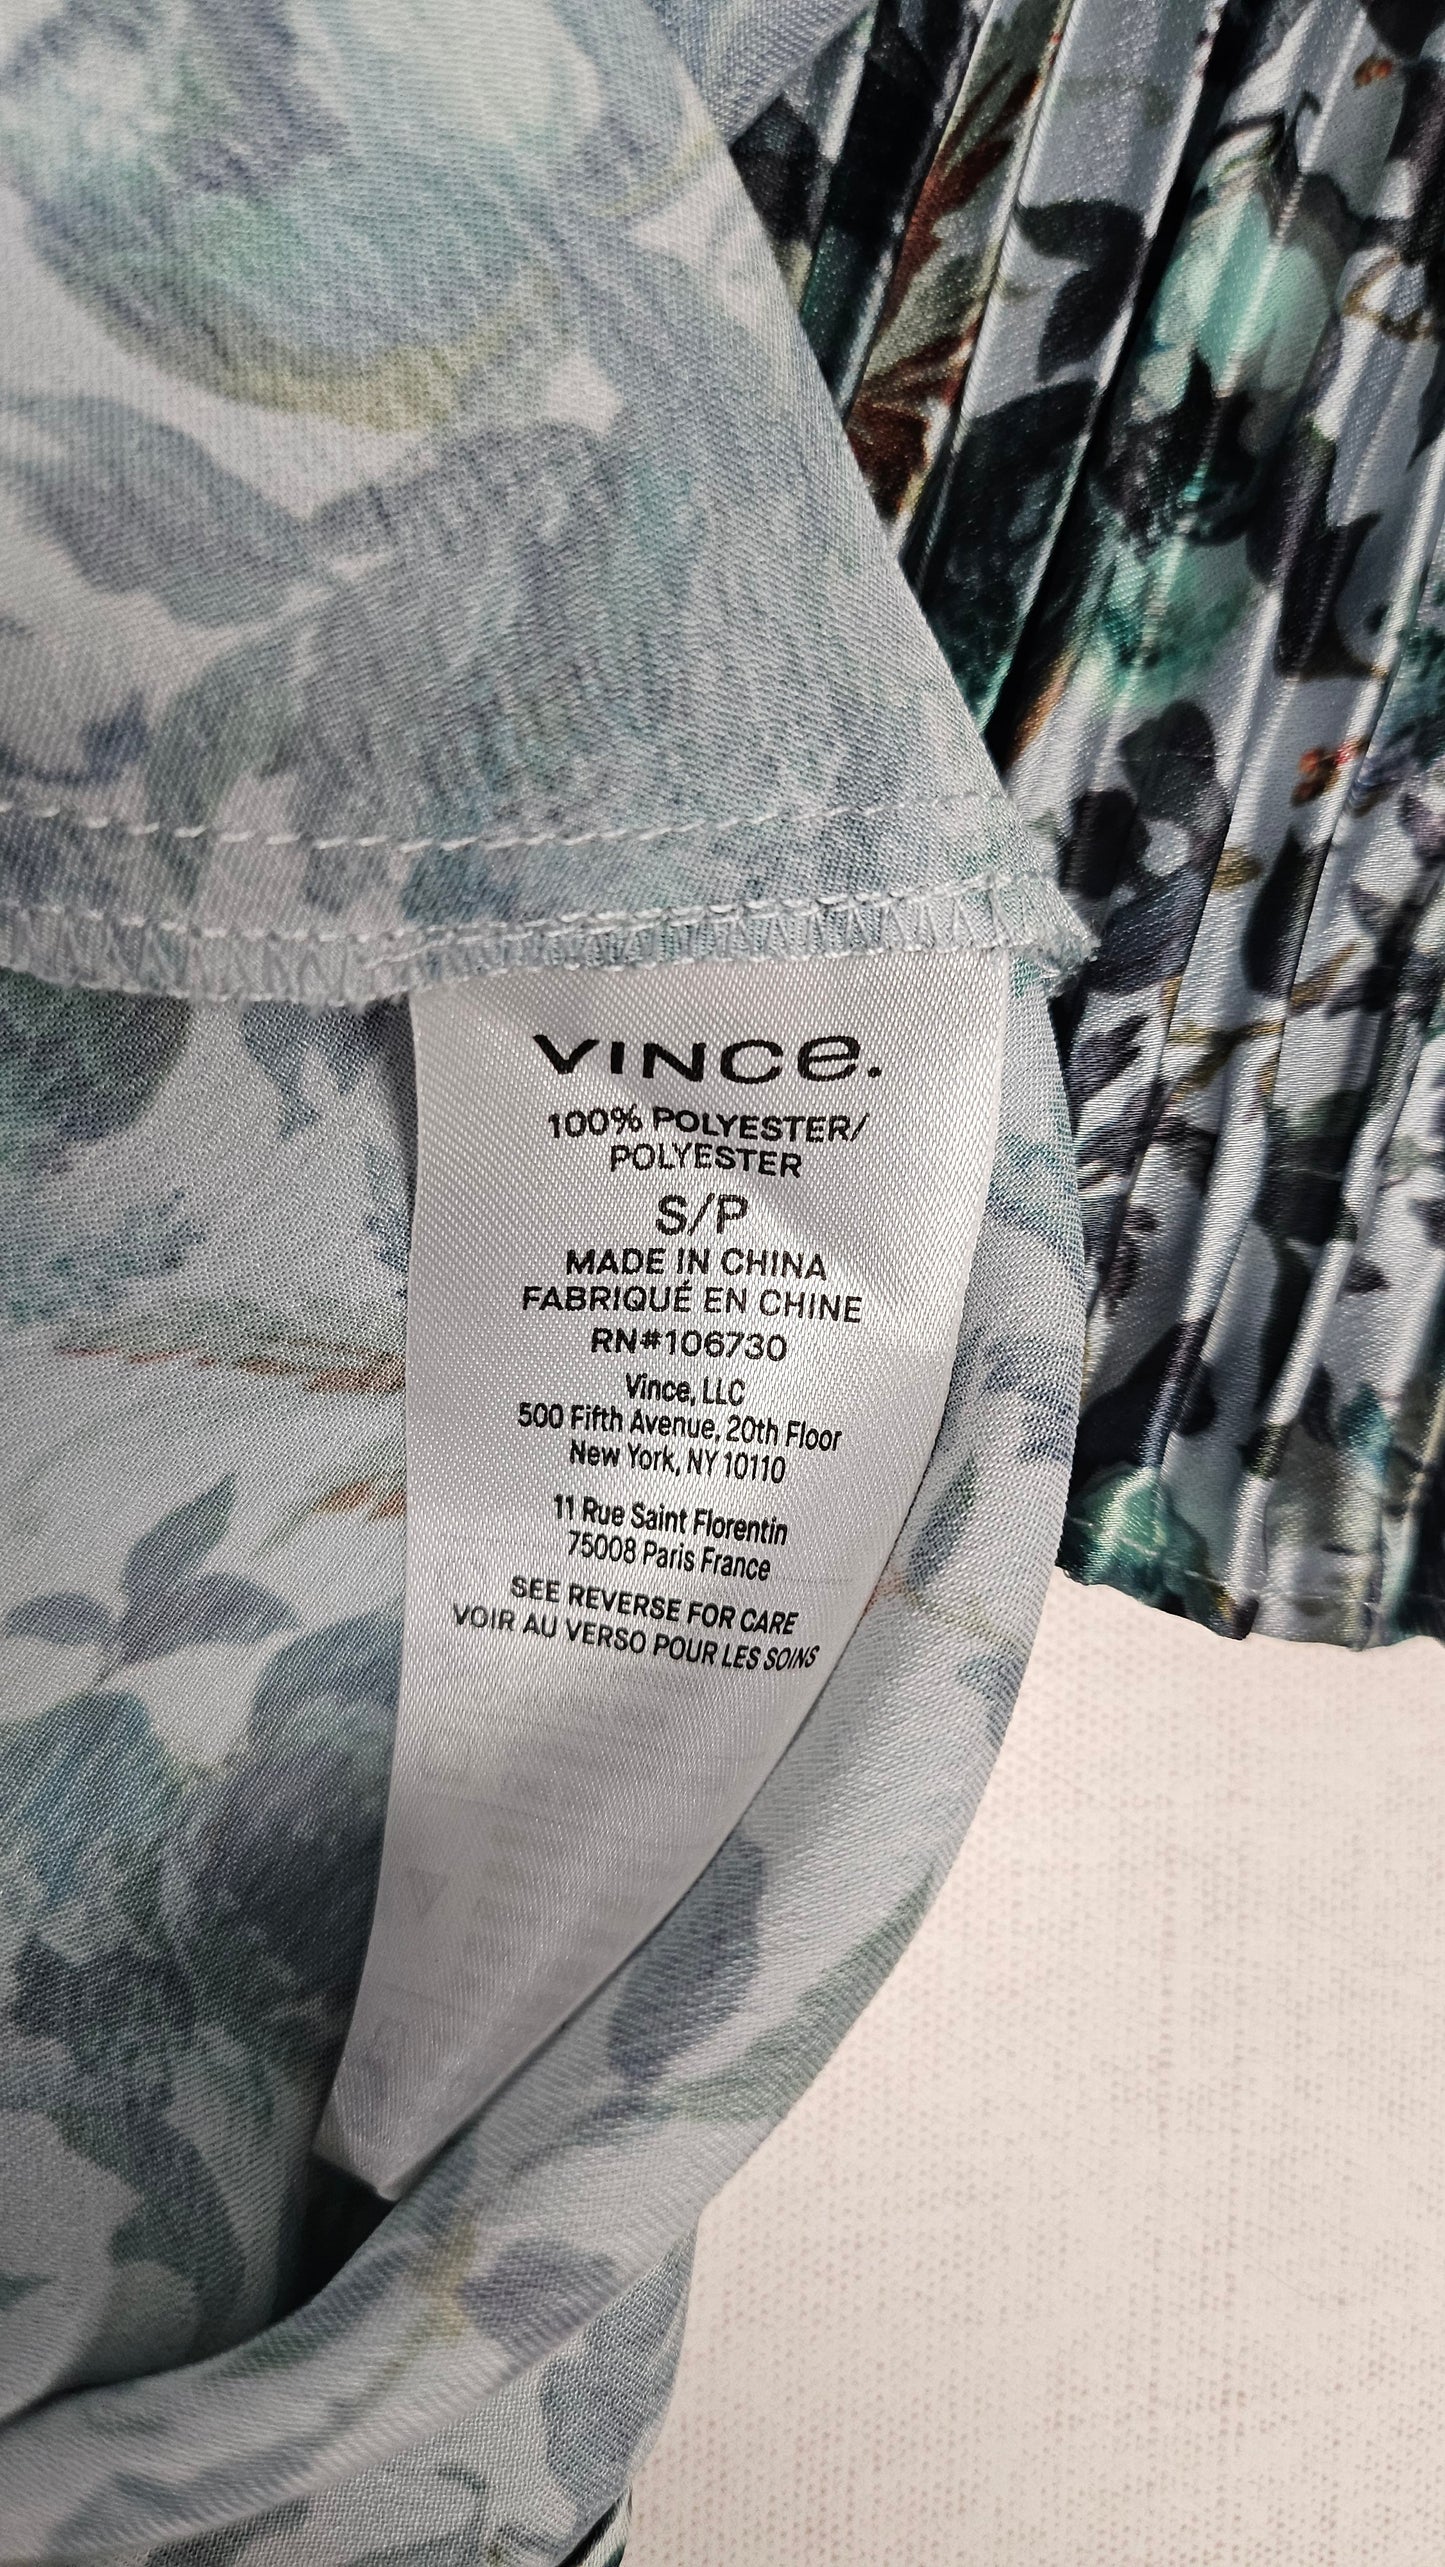 VINCe.
100% POLYESTER/
POLYESTER
S/P
MADE IN CHINA
FABRIQUÉ EN CHINE
RN#106730
Vince, LLC
500 Fifth Avenue, 20th Floor
New York, NY 10110
11 Rue Saint Florentin
75008 Paris France
SEE REVERSE FOR CARE
VOIR AU VERSO POUR LES SOINS